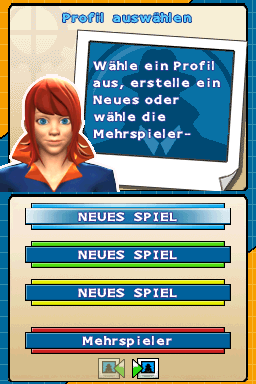 Profil auswählen
Wähle ein Profil
aus, erstelle ein
Neues oder
wähle die
Mehrspieler-
NEUES SPIEL
NEUES SPIEL
NEUES SPIEL
Mehrspieler